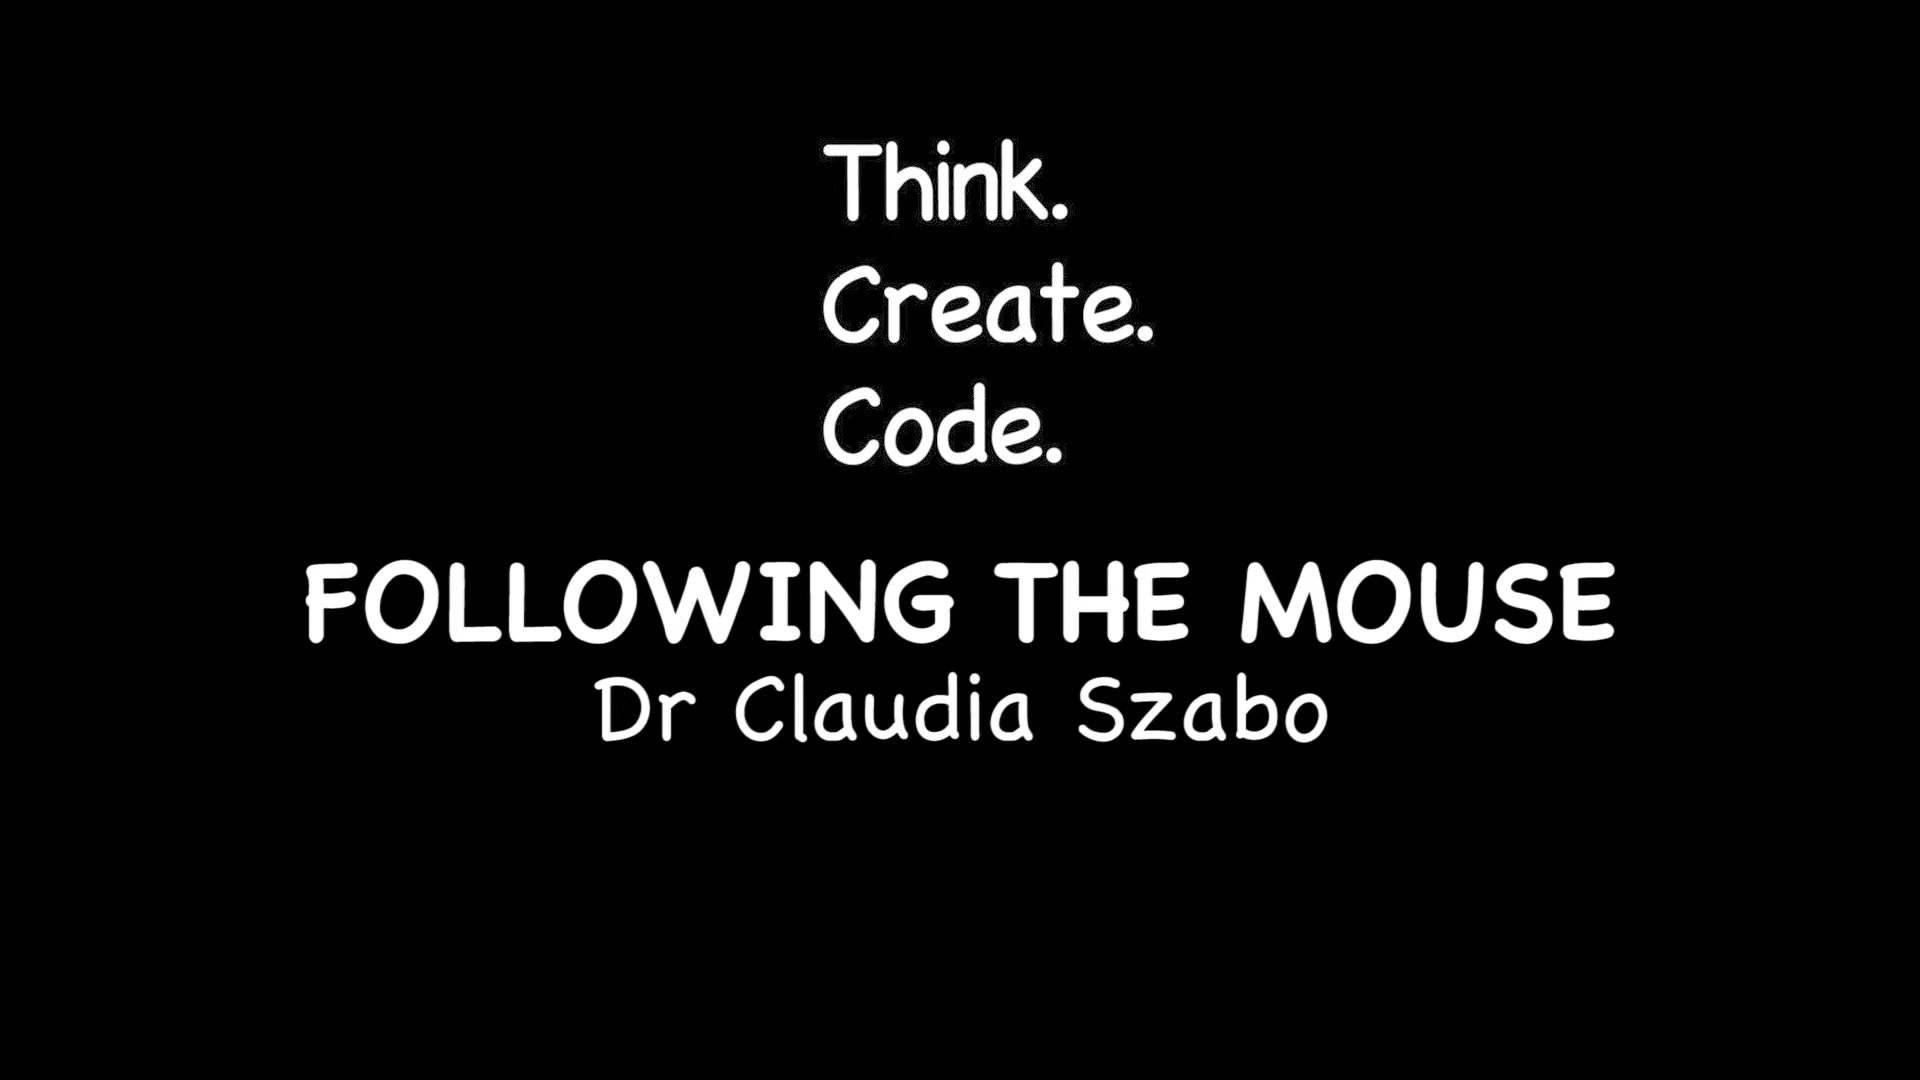 Think.
Create.
Code.
FOLLOWING THE MOUSE
Dr Claudia Szabo